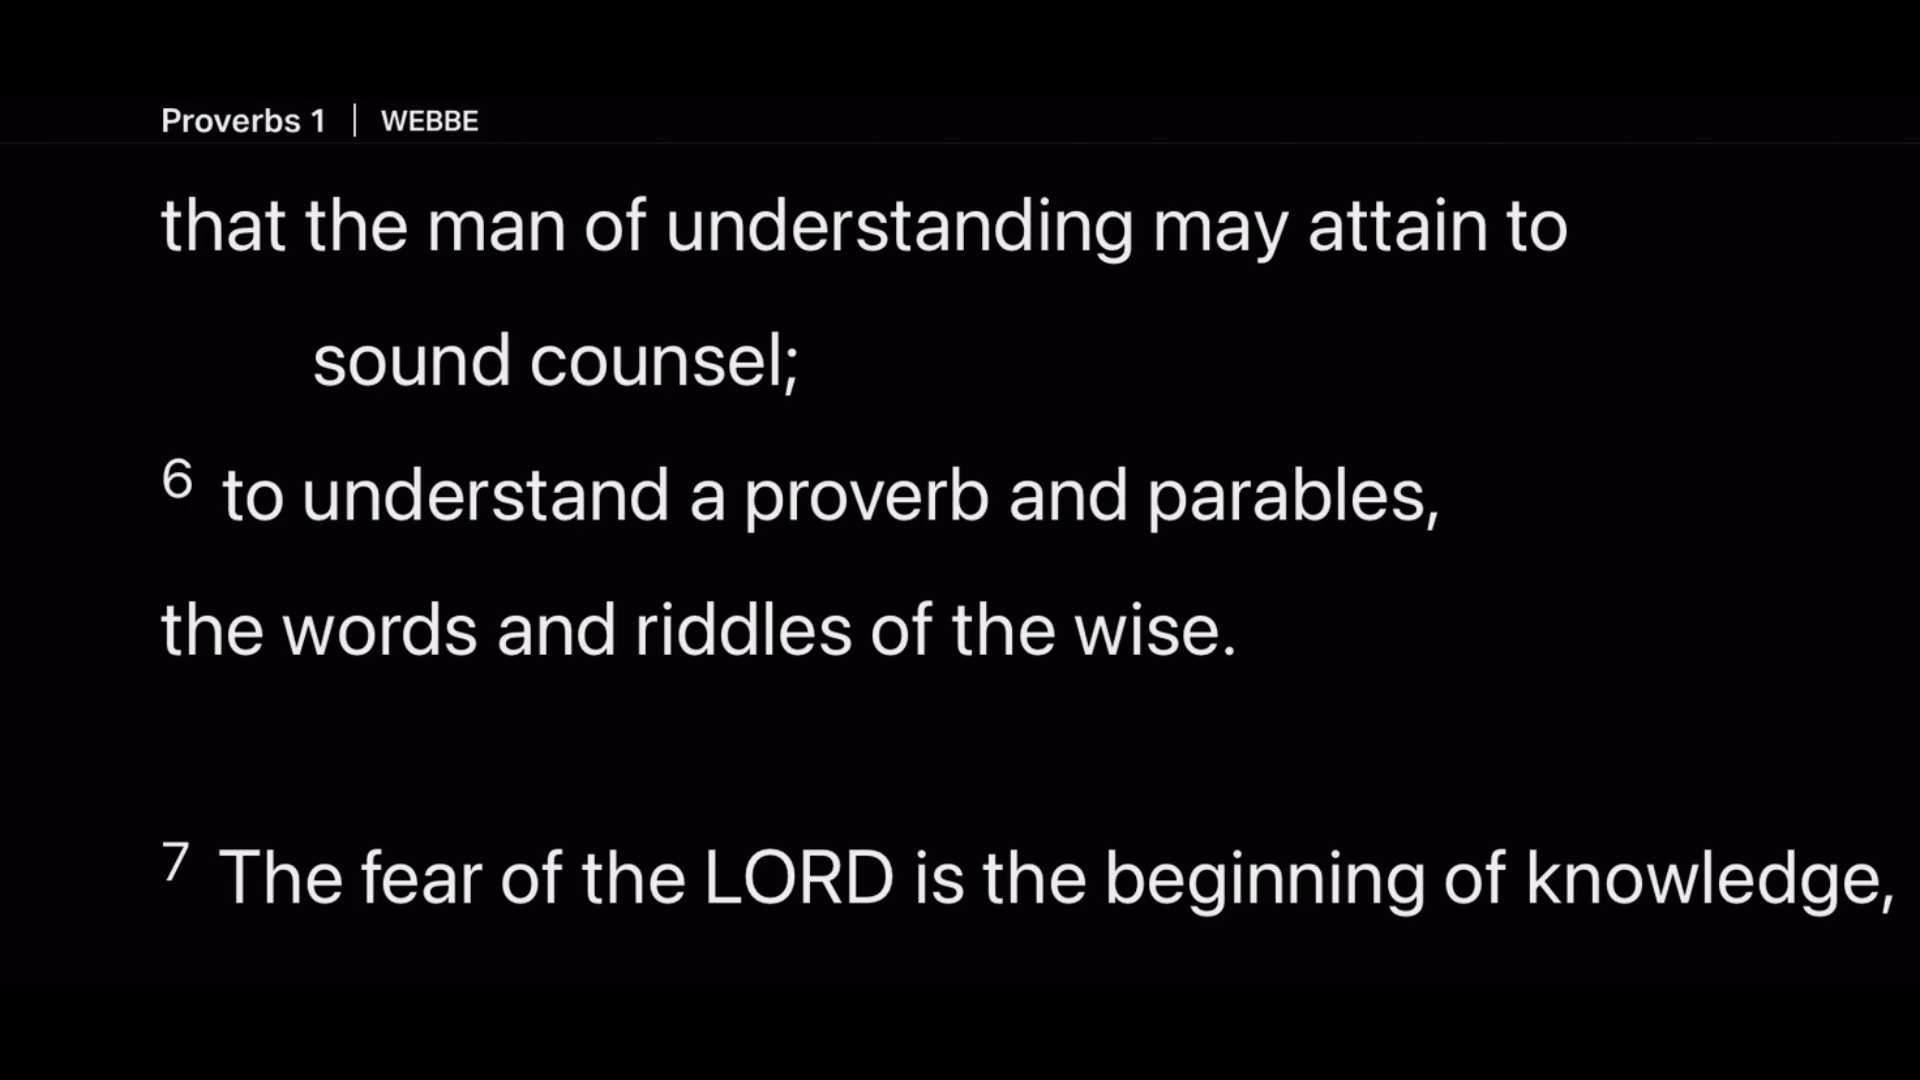 Proverbs 1 | WEBBE
that the man of understanding may attain to
sound counsel;
6 to understand a proverb and parables,
the words and riddles of the wise.
7 The fear of the LORD is the beginning of knowledge,